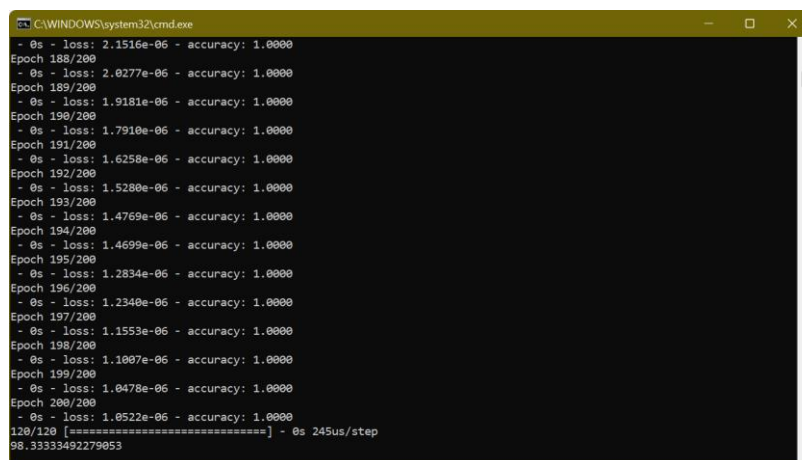 C:\WINDOWS\system32\cmd.exe
- 0s - loss: 2.1516e-06 - accuracy: 1.0000
Epoch 188/200
- 0s - loss: 2.0277e-06 - accuracy: 1.0000
Epoch 189/200
- 0s - loss: 1.9181e-06 - accuracy: 1.0000
Epoch 190/200
- 0s - loss: 1.7910e-06 - accuracy: 1.0000
Epoch 191/200
- 0s - loss: 1.6258e-06 - accuracy: 1.0000
Epoch 192/200
- 0s - loss: 1.5280e-06 - accuracy: 1.0000
Epoch 193/200
- 0s - loss: 1.4769e-06 - accuracy: 1.0000
Epoch 194/200
- 0s - loss: 1.4699e-06 - accuracy: 1.0000
Epoch 195/200
- 0s - loss: 1.2834e-06 - accuracy: 1.0000
Epoch 196/200
- 0s - loss: 1.2340e-06 - accuracy: 1.0000
Epoch 197/200
- 0s - loss: 1.1553e-06 - accuracy: 1.0000
Epoch 198/200
- 0s - loss: 1.1007e-06 - accuracy: 1.0000
Epoch 199/200
- 0s - loss: 1.0478e-06 - accuracy: 1.0000
Epoch 200/200
- 0s - loss: 1.0522e-06 - accuracy: 1.0000
120/120 [==============================] - 0s 245us/step
98.33333492279053